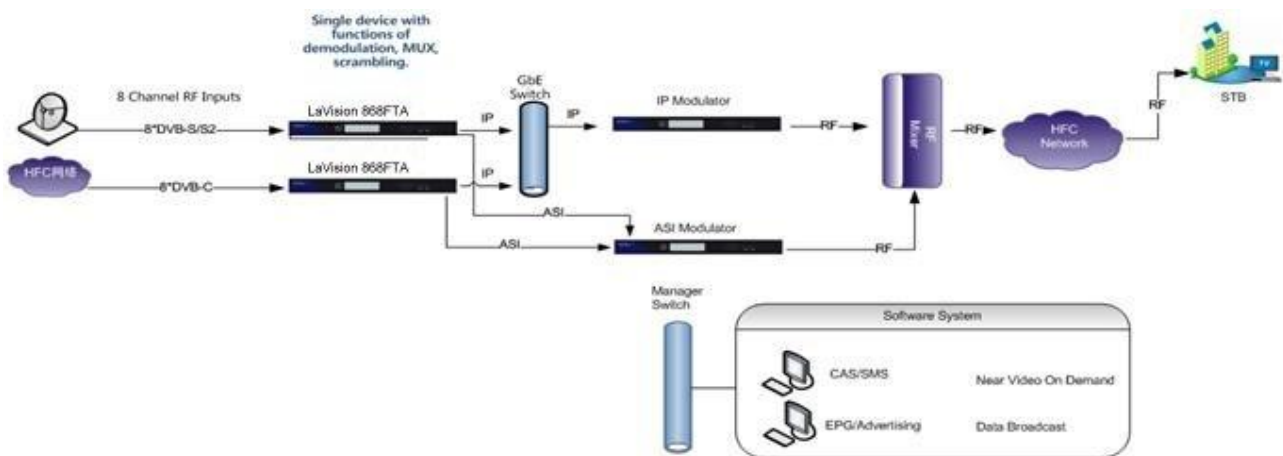 Single device with
functions of
demodulation, MUX,
scrambling.
GbE
Switch
8 Channel RF Inputs
LaVision 868FTA
IP
IP
IP Modulator
8*DVB-S/S2
RF
RF
Mixer
RF
HFC
Network
RF
TV
STB
HFC网络
8*DVB-C
LaVision 868FTA
IP
ASI
ASI
ASI Modulator
RF
Manager
Switch
Software System
CAS/SMS
Near Video On Demand
EPG/Advertising
Data Broadcast